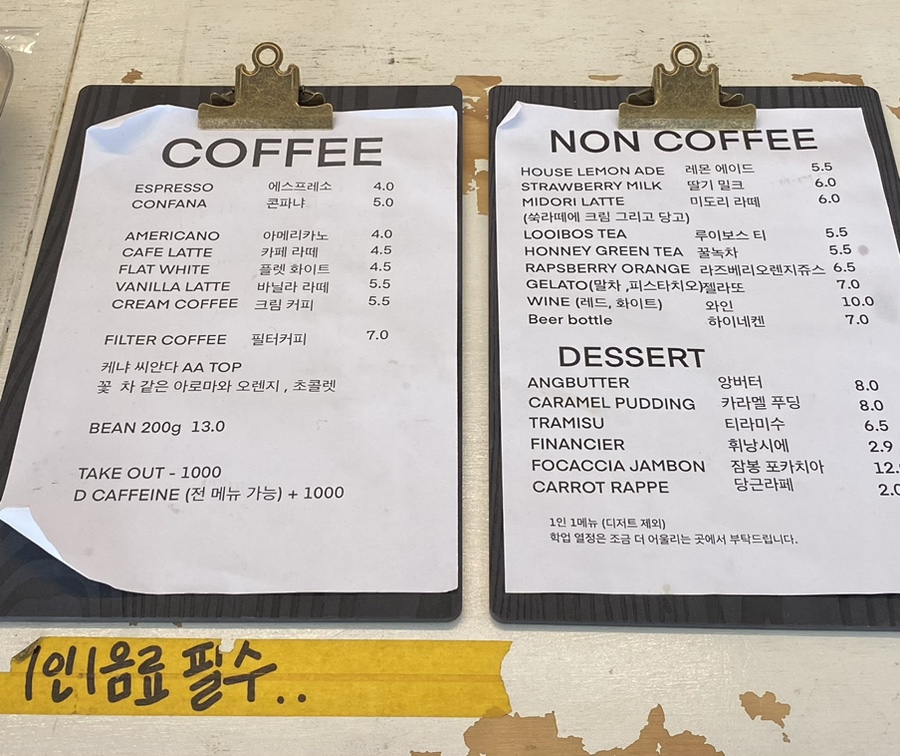 COFFEE
ESPRESSO 에스프레소 4.0
CONFANA 콘파냐 5.0
AMERICANO 아메리카노 4.0
CAFE LATTE 카페 라떼 4.5
FLAT WHITE 플렛 화이트 4.5
VANILLA LATTE 바닐라 라떼 5.5
CREAM COFFEE 크림 커피 5.5
FILTER COFFEE 필터커피 7.0
케냐 씨안다 AA TOP
꽃 차 같은 아로마와 오렌지 , 초콜렛
BEAN 200g 13.0
TAKE OUT - 1000
D CAFFEINE (전 메뉴 가능) + 1000
NON COFFEE
HOUSE LEMON ADE 레몬 에이드 5.5
STRAWBERRY MILK 딸기 밀크 6.0
MIDORI LATTE 미도리 라떼 6.0
(쑥라떼에 크림 그리고 당고)
LOOIBOS TEA 루이보스 티 5.5
HONNEY GREEN TEA 꿀녹차 5.5
RAPSBERRY ORANGE 라즈베리오렌지쥬스 6.5
GELATO(말차 ,피스타치오)젤라또 7.0
WINE (레드, 화이트) 와인 10.0
Beer bottle 하이네켄 7.0
DESSERT
ANGBUTTER 앙버터 8.0
CARAMEL PUDDING 카라멜 푸딩 8.0
TRAMISU 티라미수 6.5
FINANCIER 휘낭시에 2.9
FOCACCIA JAMBON 잠봉 포카치아 12.
CARROT RAPPE 당근라페 2.0
1인 1메뉴 (디저트 제외)
학업 열정은 조금 더 어울리는 곳에서 부탁드립니다.
1인 1음료 필수..